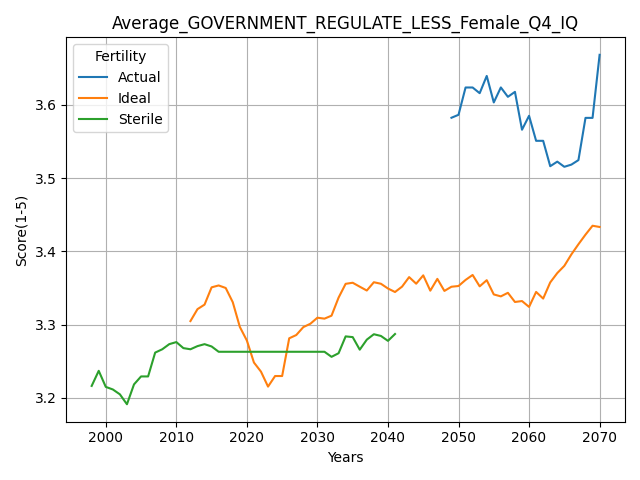 Average_GOVERNMENT_REGULATE_LESS_Female_Q4_IQ
Fertility
Actual
Ideal
Sterile
Score(1-5)
3.6
3.5
3.4
3.3
3.2
2000 2010 2020 2030 2040 2050 2060 2070
Years